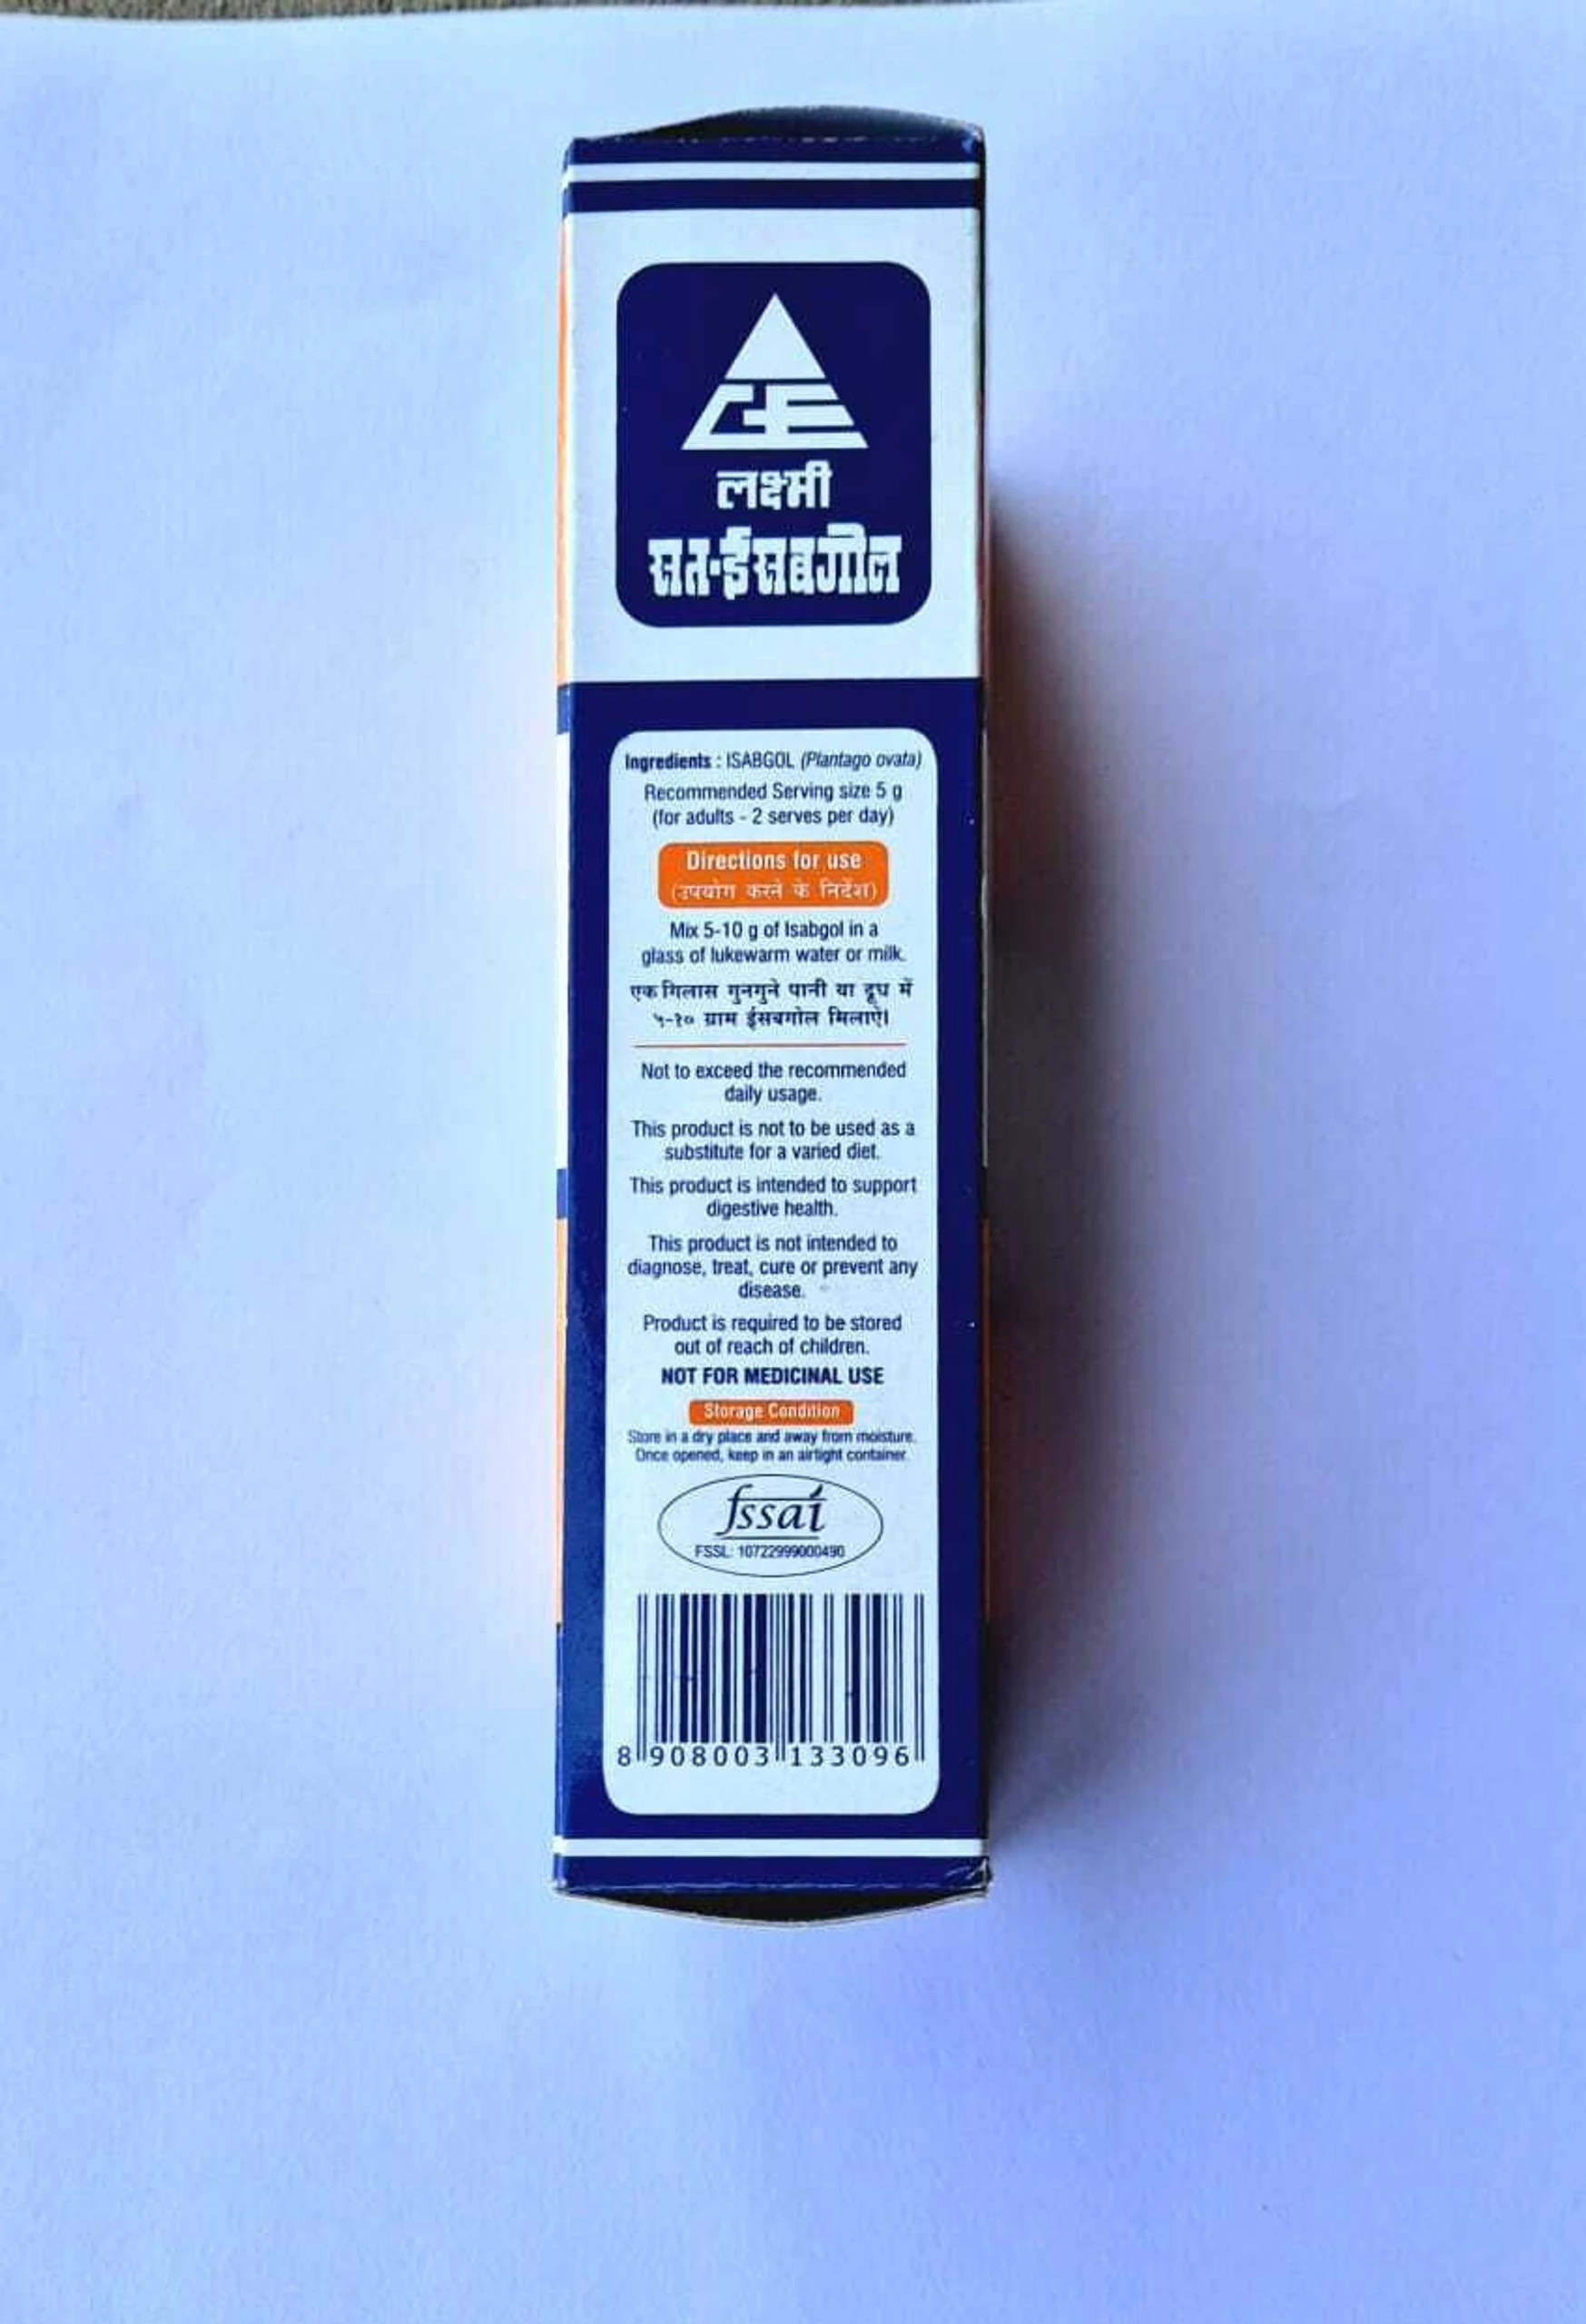 लक्ष्मी
सत-ईसबगोल
Ingredients : ISABGOL (Plantago ovata)
Recommended Serving size 5 g
(for adults - 2 serves per day)
Directions for use
(उपयोग करने के निर्देश)
Mix 5-10 g of Isabgol in a
glass of lukewarm water or milk.
एक गिलास गुनगुने पानी या दूध में
५-१० ग्राम ईसबगोल मिलाऐ।
Not to exceed the recommended
daily usage.
This product is not to be used as a
substitute for a varied diet.
This product is intended to support
digestive health.
This product is not intended to
diagnose, treat, cure or prevent any
disease.
Product is required to be stored
out of reach of children.
NOT FOR MEDICINAL USE
Storage Condition
Store in a dry place and away from moisture.
Once opened, keep in an airtight container.
fssai
FSSL: 10722999000490
8 908003 133096